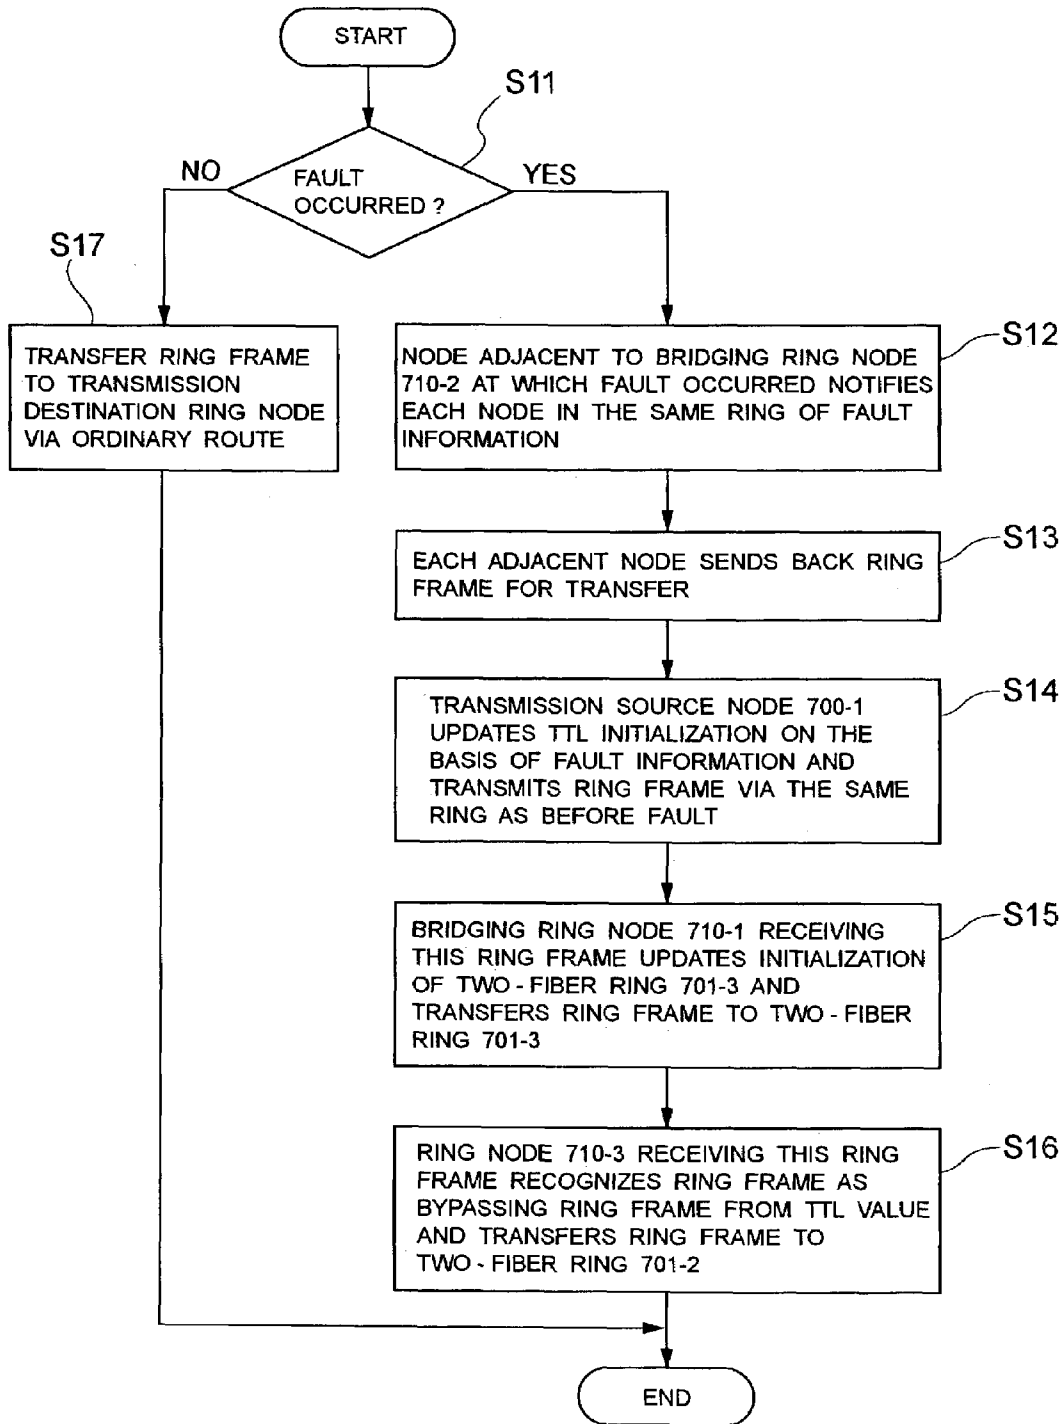 START
S11
NO
FAULT
OCCURRED ?
YES
S17
TRANSFER RING FRAME
TO TRANSMISSION
DESTINATION RING NODE
VIA ORDINARY ROUTE
S12
NODE ADJACENT TO BRIDGING RING NODE
710-2 AT WHICH FAULT OCCURRED NOTIFIES
EACH NODE IN THE SAME RING OF FAULT
INFORMATION
S13
EACH ADJACENT NODE SENDS BACK RING
FRAME FOR TRANSFER
S14
TRANSMISSION SOURCE NODE 700-1
UPDATES TTL INITIALIZATION ON THE
BASIS OF FAULT INFORMATION AND
TRANSMITS RING FRAME VIA THE SAME
RING AS BEFORE FAULT
S15
BRIDGING RING NODE 710-1 RECEIVING
THIS RING FRAME UPDATES INITIALIZATION
OF TWO-FIBER RING 701-3 AND
TRANSFERS RING FRAME TO TWO-FIBER
RING 701-3
S16
RING NODE 710-3 RECEIVING THIS RING
FRAME RECOGNIZES RING FRAME AS
BYPASSING RING FRAME FROM TTL VALUE
AND TRANSFERS RING FRAME TO
TWO-FIBER RING 701-2
END